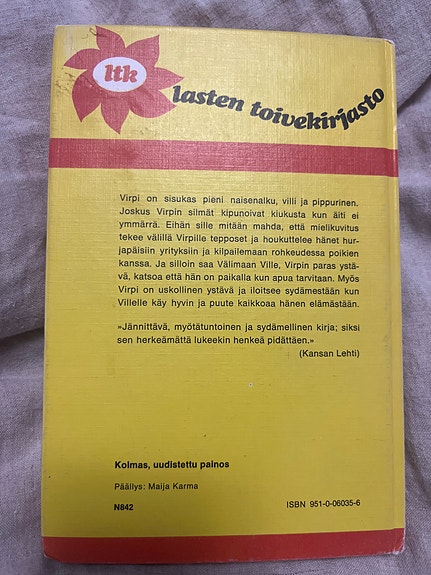 ltk
lasten toivekirjasto
Virpi on sisukas pieni naisenalku, villi ja pippurinen.
Joskus Virpin silmät kipunoivat kiukusta kun äiti ei
ymmärrä. Eihän sille mitään mahda, että mielikuvitus
tekee välillä Virpille tepposet ja houkuttelee hänet hur-
japäisiin yrityksiin ja kilpailemaan rohkeudessa poikien
kanssa. Ja silloin saa Välimaan Ville, Virpin paras ystä-
vä, katsoa että hän on paikalla kun apua tarvitaan. Myös
Virpi on uskollinen ystävä ja iloitsee sydämestään kun
Villelle käy hyvin ja puute kaikkoaa hänen elämästään.
»Jännittävä, myötätuntoinen ja sydämellinen kirja; siksi
sen herkeämättä lukeekin henkeä pidättäen.»
(Kansan Lehti)
Kolmas, uudistettu painos
Päällys: Maija Karma
N842
ISBN 951-0-06035-6